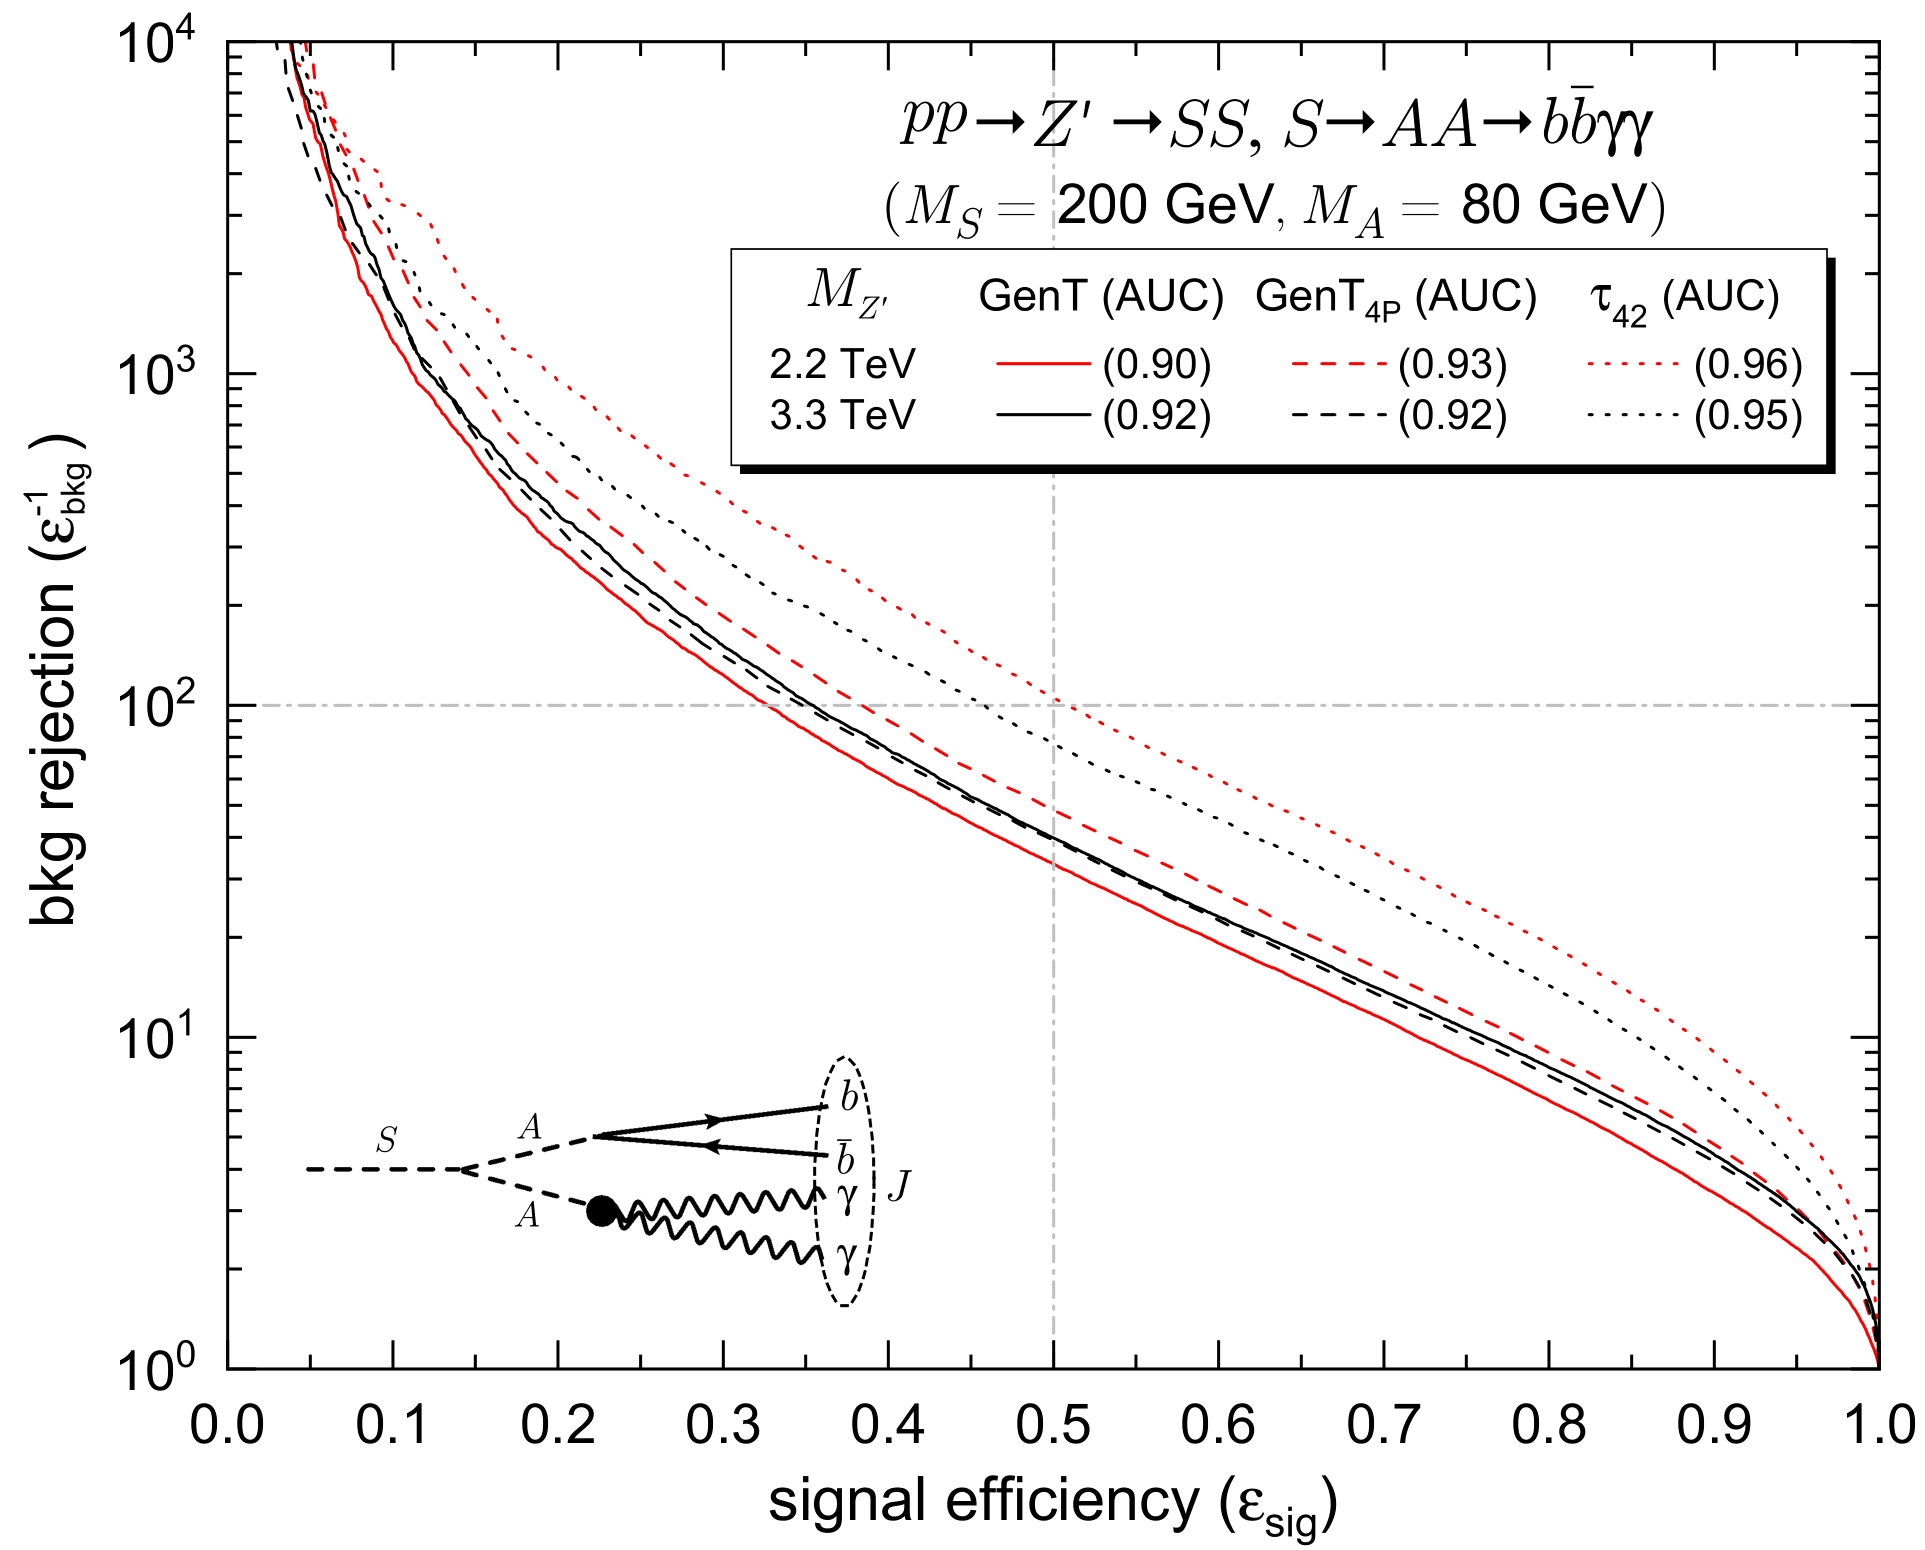 pp→Z′ →SS, S→AA→bb̄γγ
(M_S = 200 GeV, M_A = 80 GeV)
M_Z′ GenT (AUC) GenT_4P (AUC) τ_42 (AUC)
2.2 TeV (0.90) (0.93) (0.96)
3.3 TeV (0.92) (0.92) (0.95)
bkg rejection (ε_bkg^-1)
10^4
10^3
10^2
10^1
10^0
S
A
A
b
b̄
γ
γ
J
0.0 0.1 0.2 0.3 0.4 0.5 0.6 0.7 0.8 0.9 1.0
signal efficiency (ε_sig)